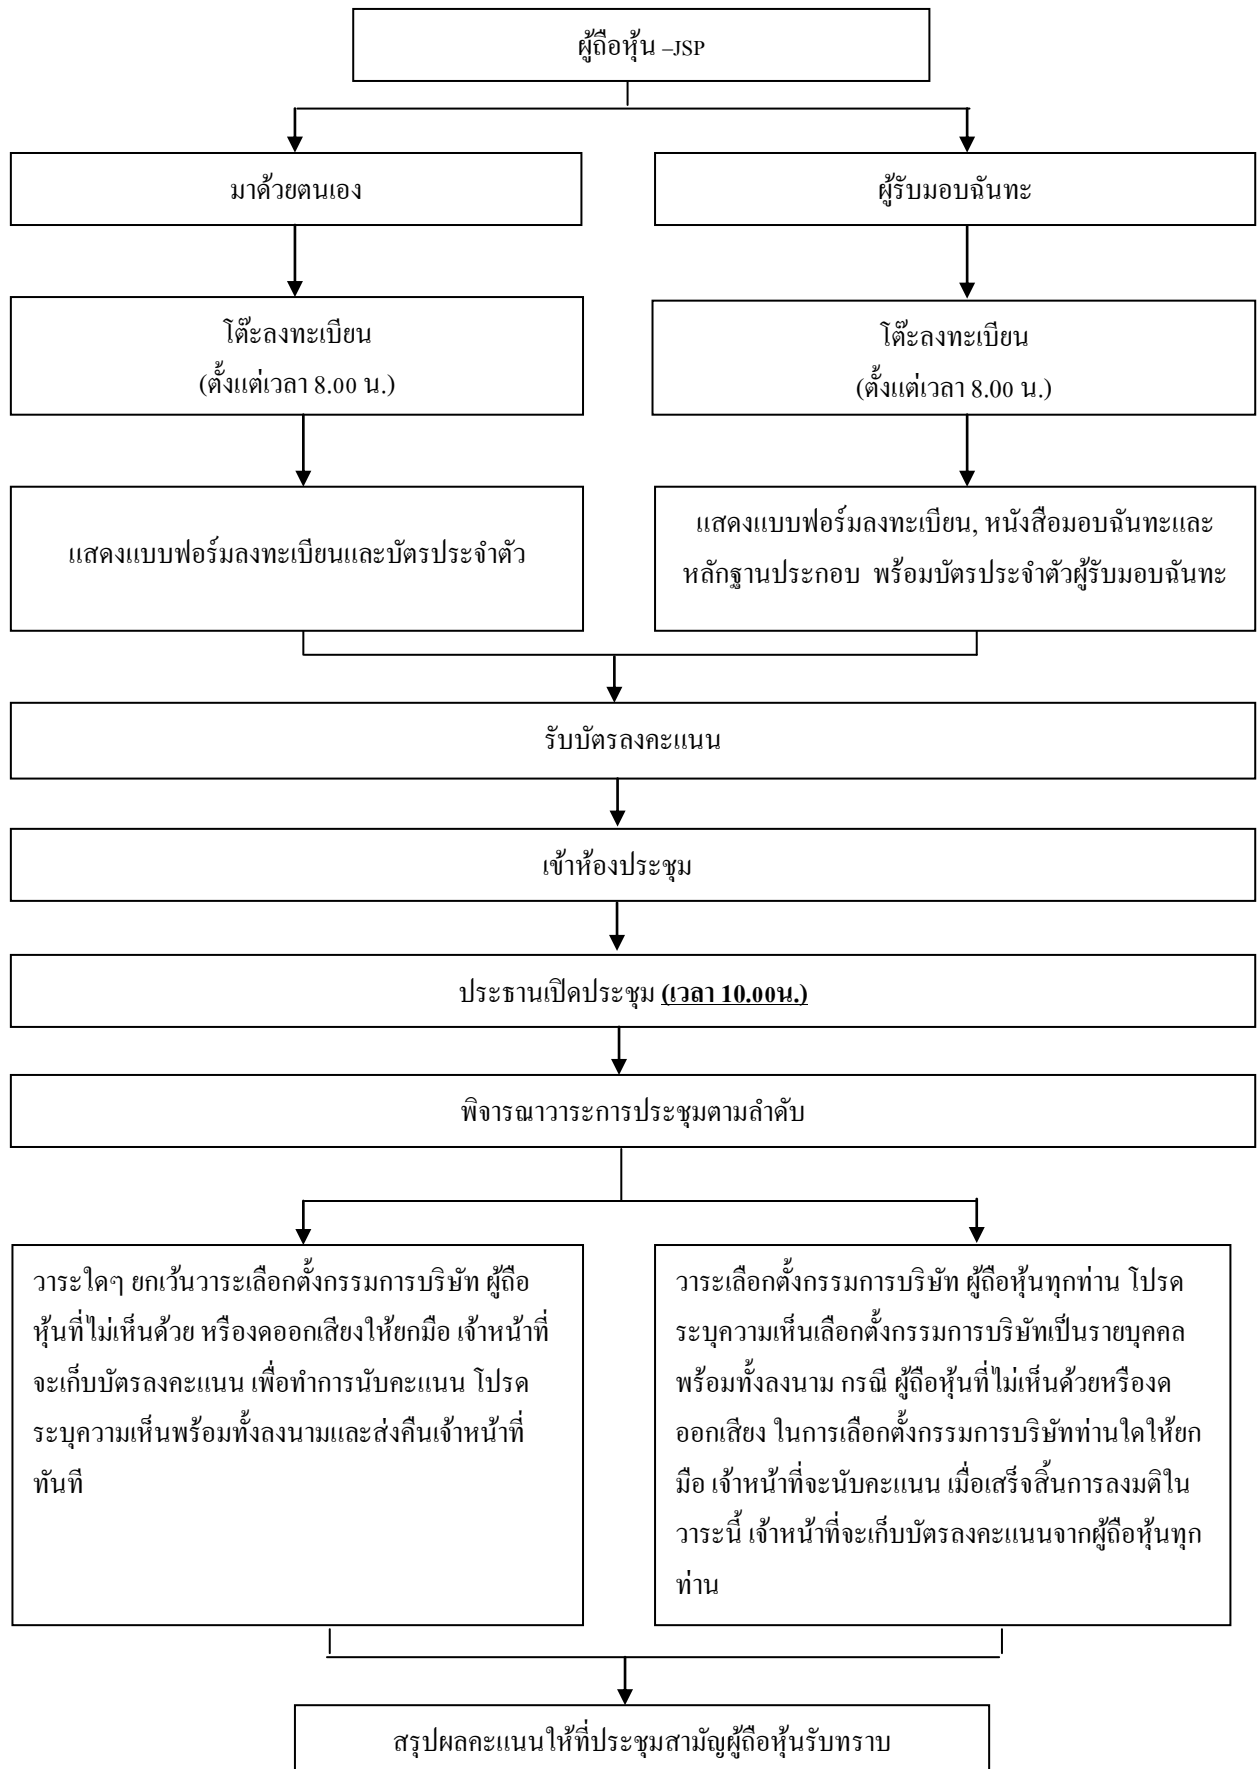 ผู้ถือหุ้น –JSP
มาด้วยตนเอง
ผู้รับมอบฉันทะ
โต๊ะลงทะเบียน
(ตั้งแต่เวลา 8.00 น.)
โต๊ะลงทะเบียน
(ตั้งแต่เวลา 8.00 น.)
แสดงแบบฟอร์มลงทะเบียนและบัตรประจำตัว
แสดงแบบฟอร์มลงทะเบียน, หนังสือมอบฉันทะและ
หลักฐานประกอบ พร้อมบัตรประจำตัวผู้รับมอบฉันทะ
รับบัตรลงคะแนน
เข้าห้องประชุม
ประธานเปิดประชุม (เวลา 10.00น.)
พิจารณาวาระการประชุมตามลำดับ
วาระใดๆ ยกเว้นวาระเลือกตั้งกรรมการบริษัท ผู้ถือ
หุ้นที่ไม่เห็นด้วย หรืองดออกเสียงให้ยกมือ เจ้าหน้าที่
จะเก็บบัตรลงคะแนน เพื่อทำการนับคะแนน โปรด
ระบุความเห็นพร้อมทั้งลงนามและส่งคืนเจ้าหน้าที่
ทันที
วาระเลือกตั้งกรรมการบริษัท ผู้ถือหุ้นทุกท่าน โปรด
ระบุความเห็นเลือกตั้งกรรมการบริษัทเป็นรายบุคคล
พร้อมทั้งลงนาม กรณี ผู้ถือหุ้นที่ไม่เห็นด้วยหรืองด
ออกเสียง ในการเลือกตั้งกรรมการบริษัทท่านใดให้ยก
มือ เจ้าหน้าที่จะนับคะแนน เมื่อเสร็จสิ้นการลงมติใน
วาระนี้ เจ้าหน้าที่จะเก็บบัตรลงคะแนนจากผู้ถือหุ้นทุก
ท่าน
สรุปผลคะแนนให้ที่ประชุมสามัญผู้ถือหุ้นรับทราบ